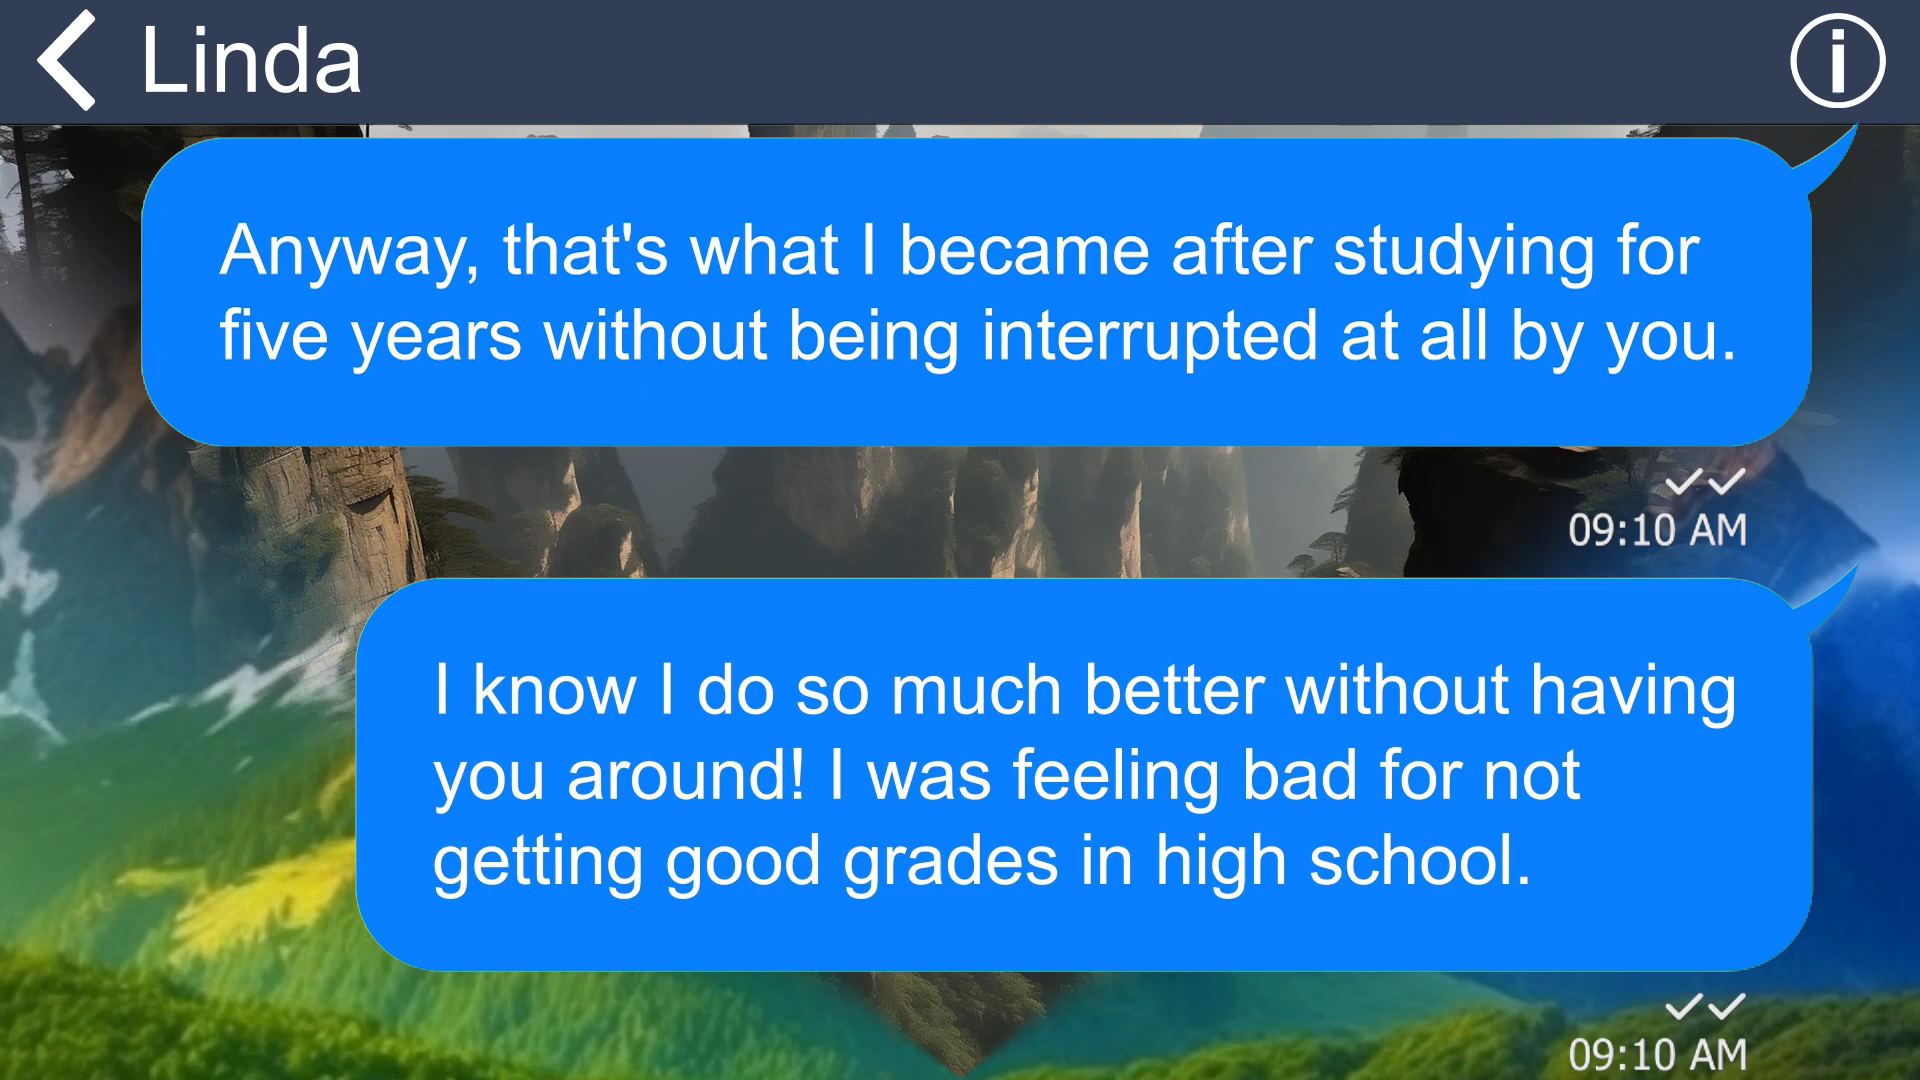 Linda
Anyway, that's what I became after studying for
five years without being interrupted at all by you.
09:10 AM
I know I do so much better without having
you around! I was feeling bad for not
getting good grades in high school.
09:10 AM